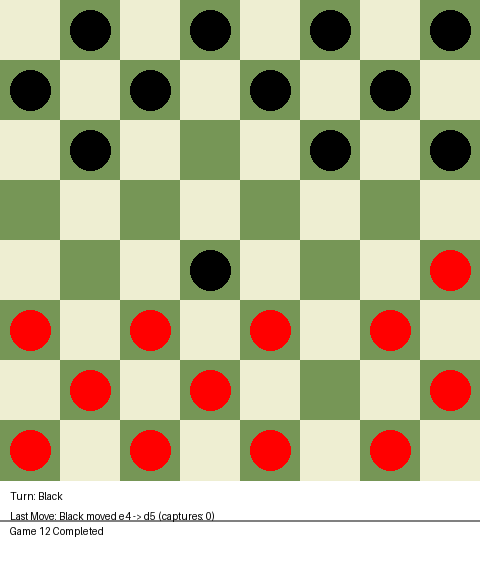 Turn: Black
Last Move: Black moved e4 -> d5 (captures: 0)
Game 12 Completed